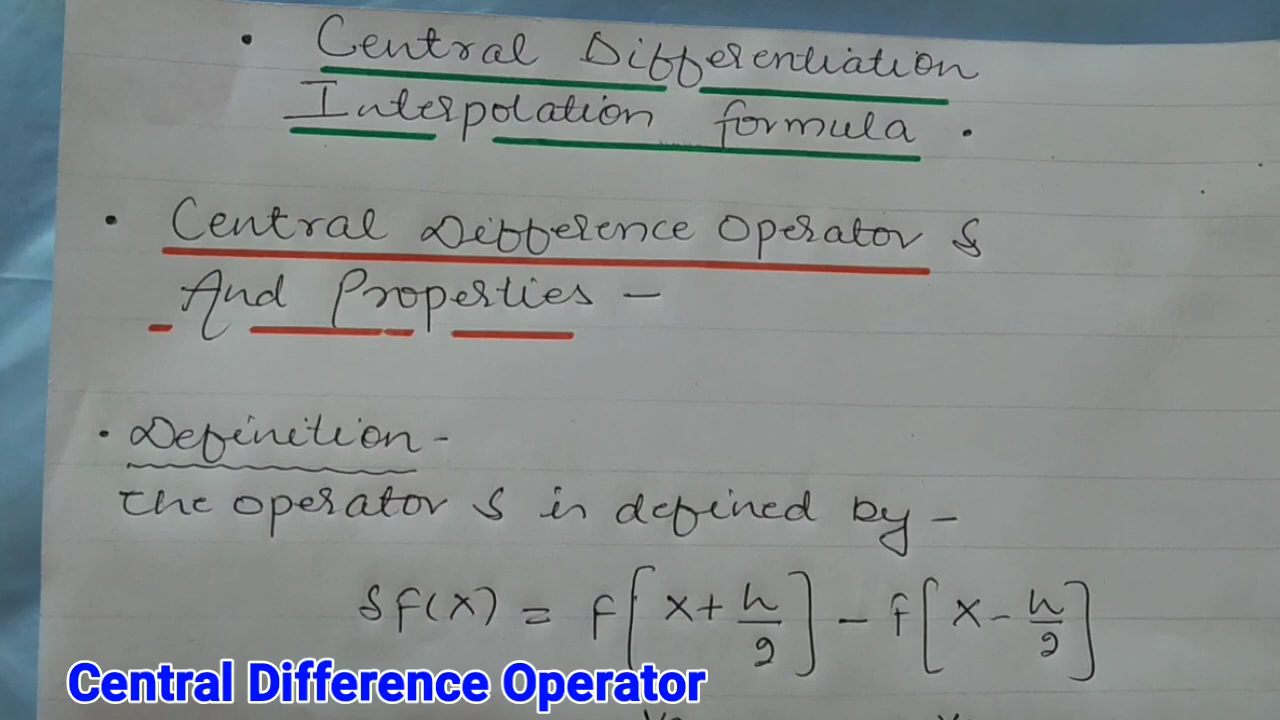 • Central Differentiation
Interpolation formula .
• Central Difference Operator δ
And Properties –
• Definition -
the operator δ is defined by –
δf(x) = f[x + h/2] - f[x - h/2]
Central Difference Operator